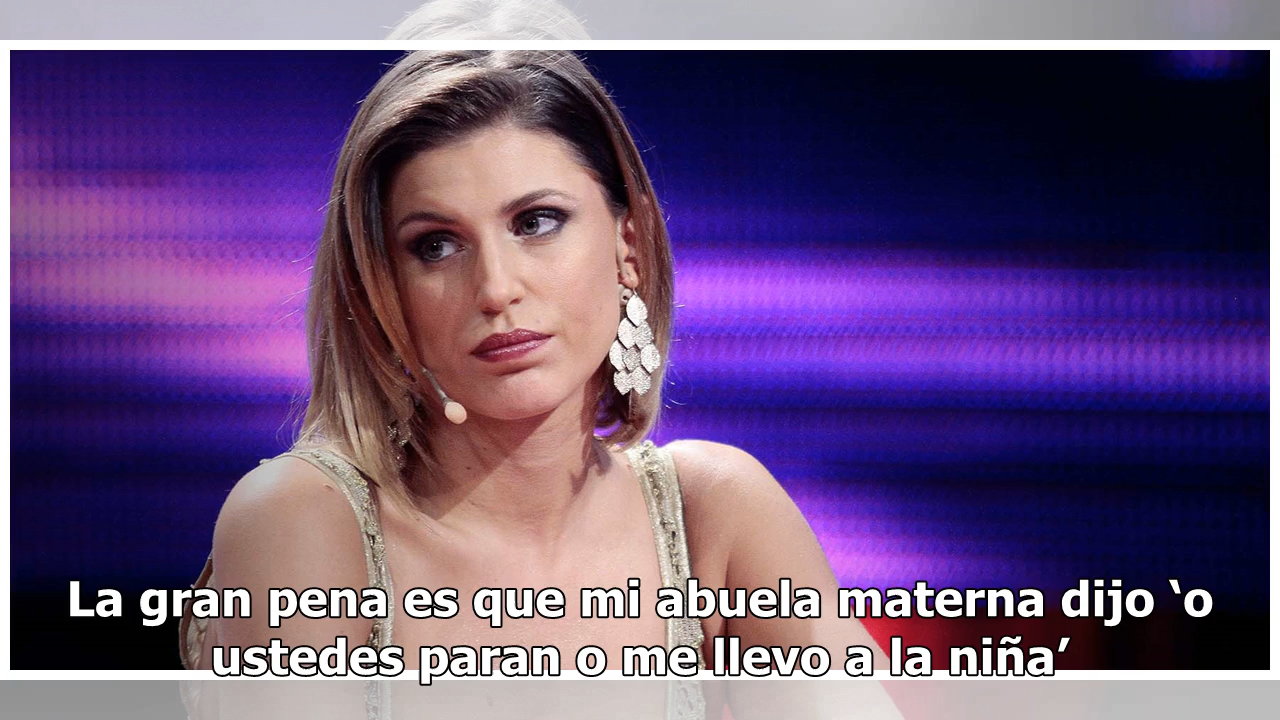 La gran pena es que mi abuela materna dijo ‘o
ustedes paran o me llevo a la niña’